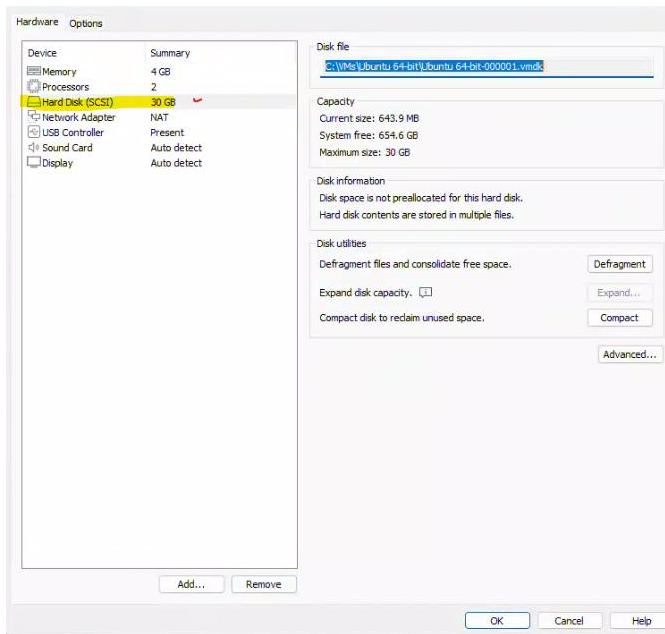 Hardware Options
Device Summary
Memory 4 GB
Processors 2
Hard Disk (SCSI) 30 GB
Network Adapter NAT
USB Controller Present
Sound Card Auto detect
Display Auto detect
Add... Remove
Disk file
C:\VMs\Ubuntu 64-bit\Ubuntu 64-bit-000001.vmdk
Capacity
Current size: 643.9 MB
System free: 654.6 GB
Maximum size: 30 GB
Disk information
Disk space is not preallocated for this hard disk.
Hard disk contents are stored in multiple files.
Disk utilities
Defragment files and consolidate free space. Defragment
Expand disk capacity. Expand...
Compact disk to reclaim unused space. Compact
Advanced...
OK Cancel Help